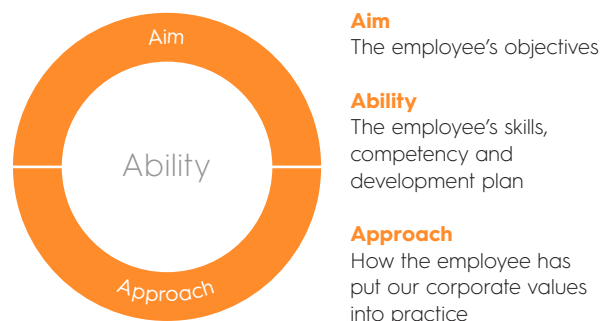 Aim
Ability
Approach
Aim
The employee’s objectives
Ability
The employee’s skills,
competency and
development plan
Approach
How the employee has
put our corporate values
into practice